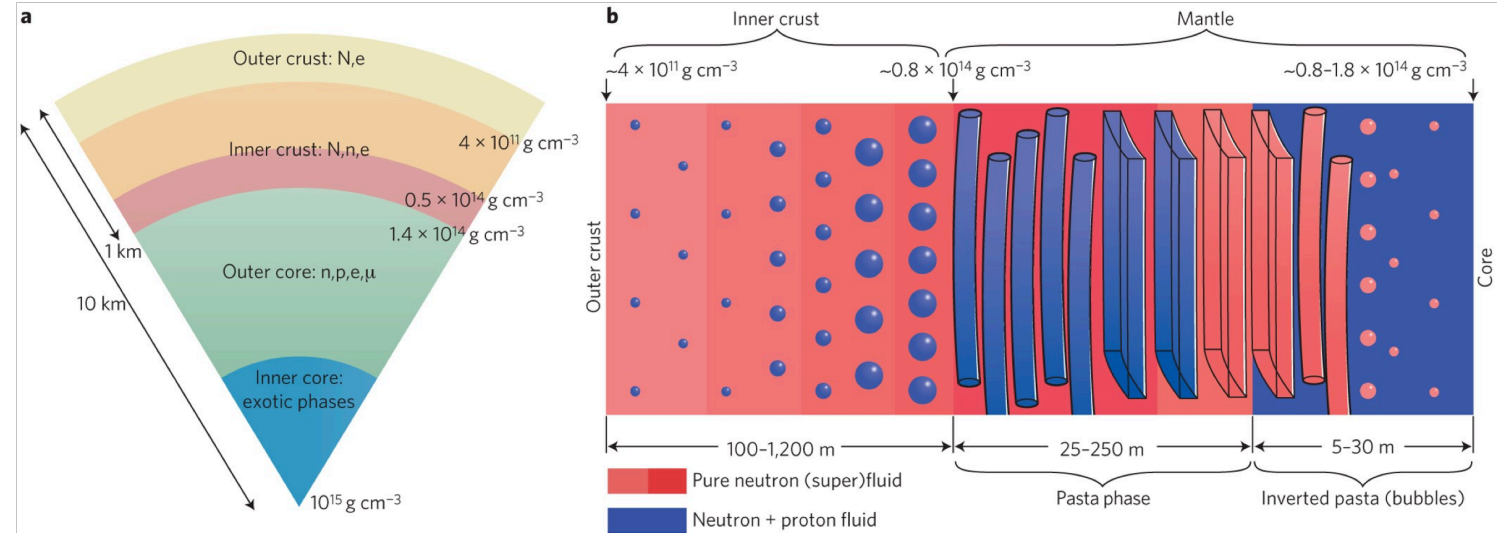 a
Outer crust: N,e
4 × 10¹¹ g cm⁻³
Inner crust: N,n,e
0.5 × 10¹⁴ g cm⁻³
1.4 × 10¹⁴ g cm⁻³
1 km
Outer core: n,p,e,μ
10 km
Inner core:
exotic phases
10¹⁵ g cm⁻³
b
Inner crust
Mantle
~4 × 10¹¹ g cm⁻³
~0.8 × 10¹⁴ g cm⁻³
~0.8–1.8 × 10¹⁴ g cm⁻³
Outer crust
Core
100–1,200 m
25–250 m
5–30 m
Pure neutron (super)fluid
Neutron + proton fluid
Pasta phase
Inverted pasta (bubbles)